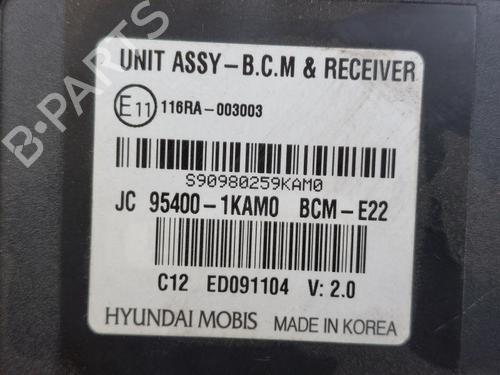 UNIT ASSY-B.C.M & RECEIVER
E11 116RA-003003
S90980259KAM0
JC 95400-1KAM0 BCM-E22
C12 ED091104 V: 2.0
HYUNDAI MOBIS MADE IN KOREA
B-PARTS